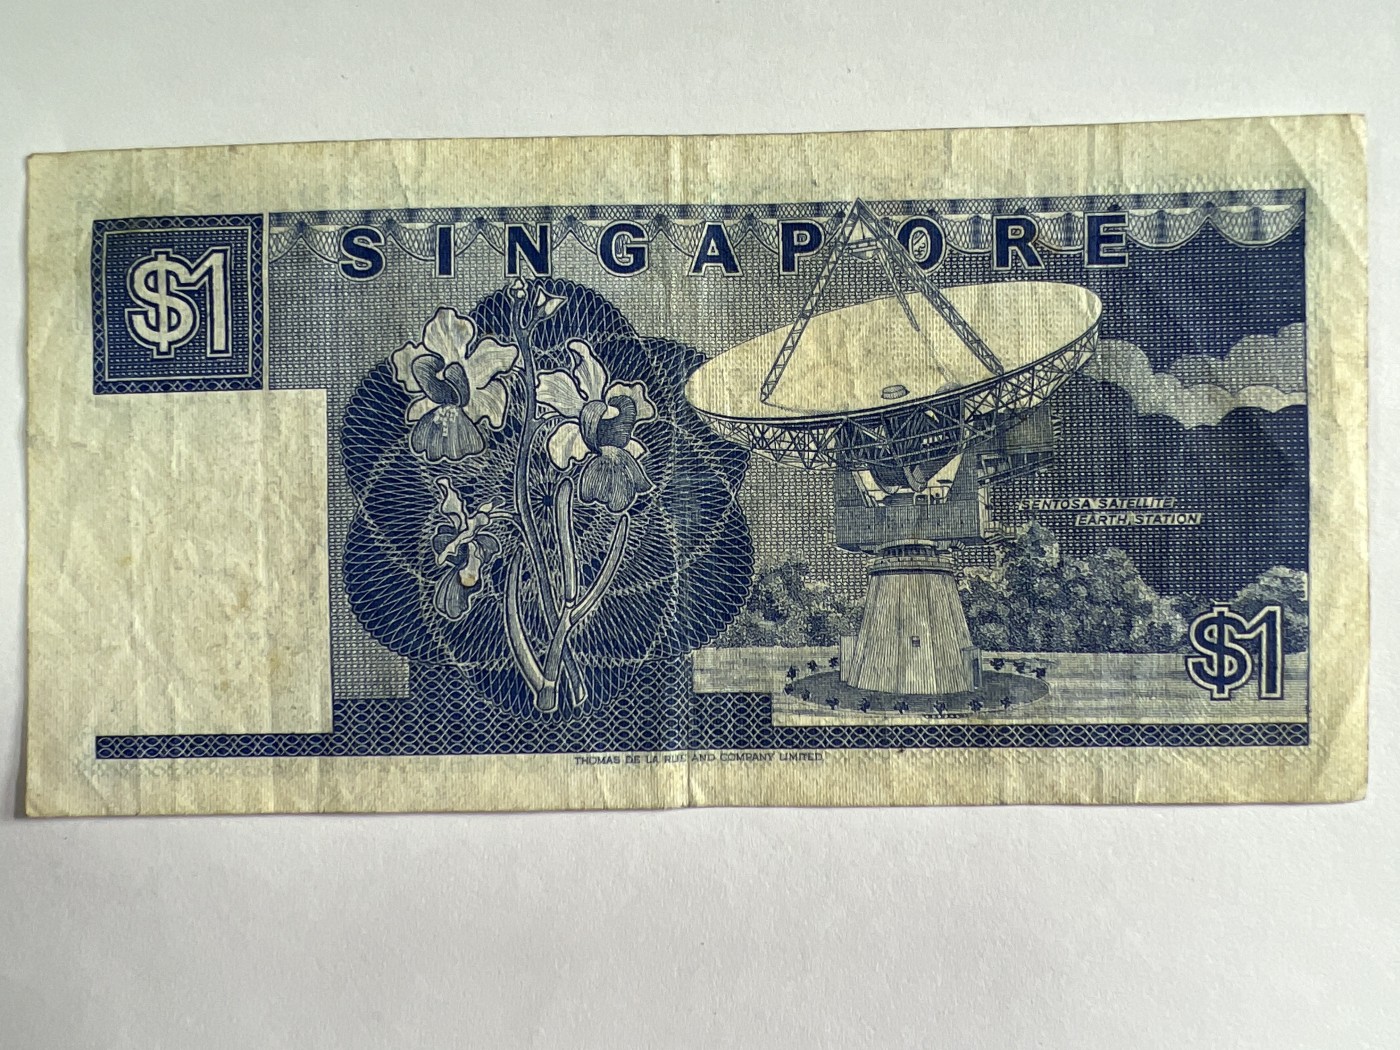 $1
SINGAPORE
SENTOSA SATELLITE
EARTH STATION
$1
THOMAS DE LA RUE AND COMPANY LIMITED.